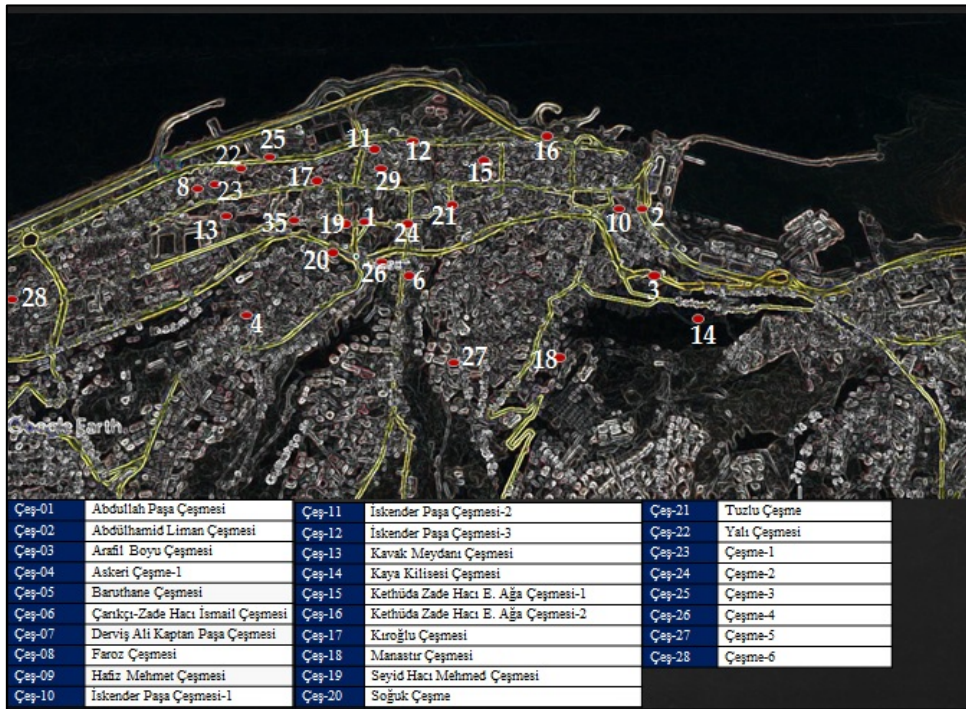 25
11
12
16
22
29
15
8
23
17
13
35
19
1
24
21
10
2
20
26
6
3
28
4
14
27
18
Google Earth
Çeş-01 Abdullah Paşa Çeşmesi
Çeş-02 Abdülhamid Liman Çeşmesi
Çeş-03 Arafil Boyu Çeşmesi
Çeş-04 Askeri Çeşme-1
Çeş-05 Baruthane Çeşmesi
Çeş-06 Çarıkçı-Zade Hacı İsmail Çeşmesi
Çeş-07 Derviş Ali Kaptan Paşa Çeşmesi
Çeş-08 Faroz Çeşmesi
Çeş-09 Hafiz Mehmet Çeşmesi
Çeş-10 İskender Paşa Çeşmesi-1
Çeş-11 İskender Paşa Çeşmesi-2
Çeş-12 İskender Paşa Çeşmesi-3
Çeş-13 Kavak Meydanı Çeşmesi
Çeş-14 Kaya Kilisesi Çeşmesi
Çeş-15 Kethüda Zade Hacı E. Ağa Çeşmesi-1
Çeş-16 Kethüda Zade Hacı E. Ağa Çeşmesi-2
Çeş-17 Kıroğlu Çeşmesi
Çeş-18 Manastır Çeşmesi
Çeş-19 Seyid Hacı Mehmed Çeşmesi
Çeş-20 Soğuk Çeşme
Çeş-21 Tuzlu Çeşme
Çeş-22 Yalı Çeşmesi
Çeş-23 Çeşme-1
Çeş-24 Çeşme-2
Çeş-25 Çeşme-3
Çeş-26 Çeşme-4
Çeş-27 Çeşme-5
Çeş-28 Çeşme-6